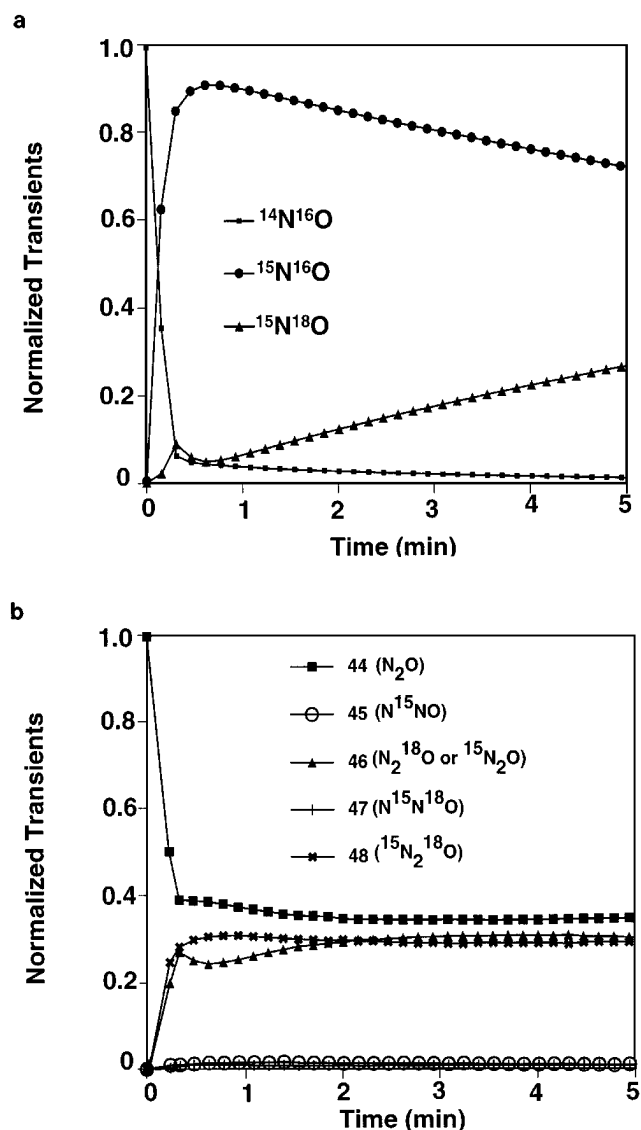 a
1.0
0.8
0.6
0.4
0.2
0
Normalized Transients
¹⁴N¹⁶O
¹⁵N¹⁶O
¹⁵N¹⁸O
0 1 2 3 4 5
Time (min)
b
1.0
0.8
0.6
0.4
0.2
0
Normalized Transients
44 (N₂O)
45 (N¹⁵NO)
46 (N₂¹⁸O or ¹⁵N₂O)
47 (N¹⁵N¹⁸O)
48 (¹⁵N₂¹⁸O)
0 1 2 3 4 5
Time (min)